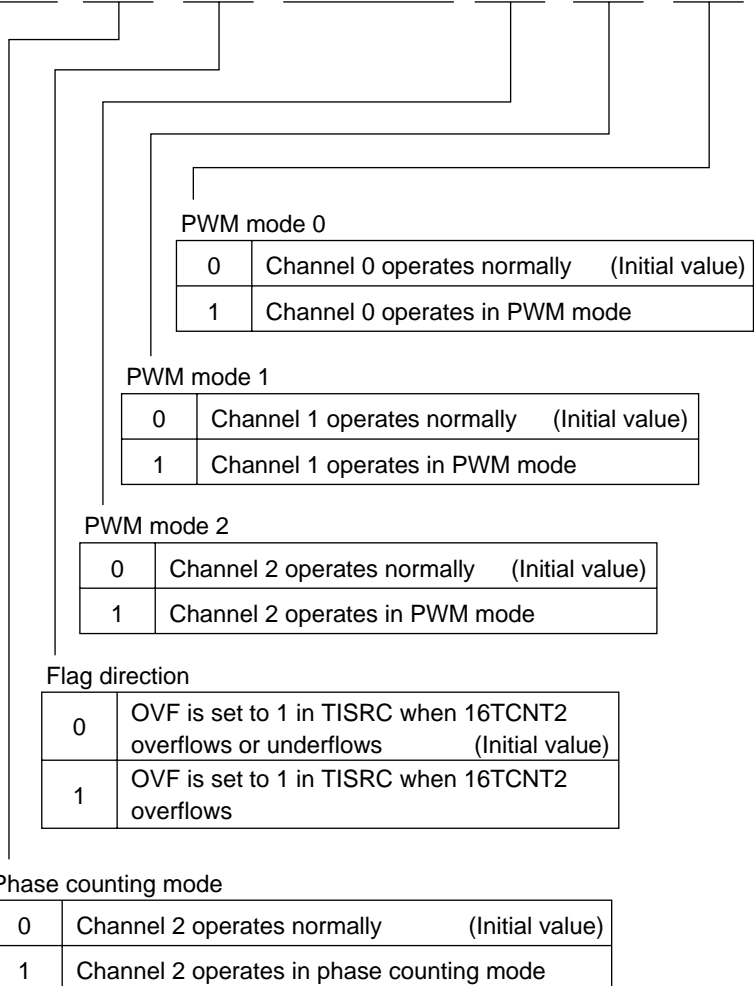 PWM mode 0
0 Channel 0 operates normally (Initial value)
1 Channel 0 operates in PWM mode
PWM mode 1
0 Channel 1 operates normally (Initial value)
1 Channel 1 operates in PWM mode
PWM mode 2
0 Channel 2 operates normally (Initial value)
1 Channel 2 operates in PWM mode
Flag direction
0 OVF is set to 1 in TISRC when 16TCNT2
overflows or underflows (Initial value)
1 OVF is set to 1 in TISRC when 16TCNT2
overflows
Phase counting mode
0 Channel 2 operates normally (Initial value)
1 Channel 2 operates in phase counting mode